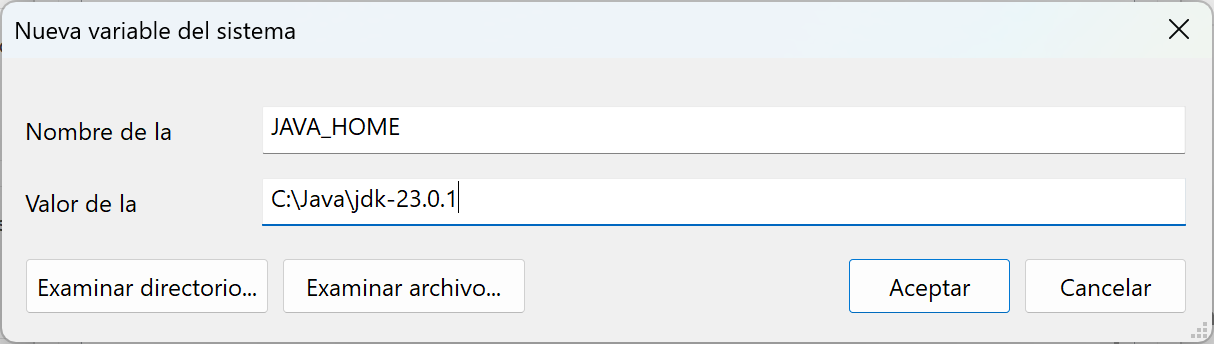 Nueva variable del sistema
Nombre de la JAVA_HOME
Valor de la C:\Java\jdk-23.0.1
Examinar directorio... Examinar archivo... Aceptar Cancelar